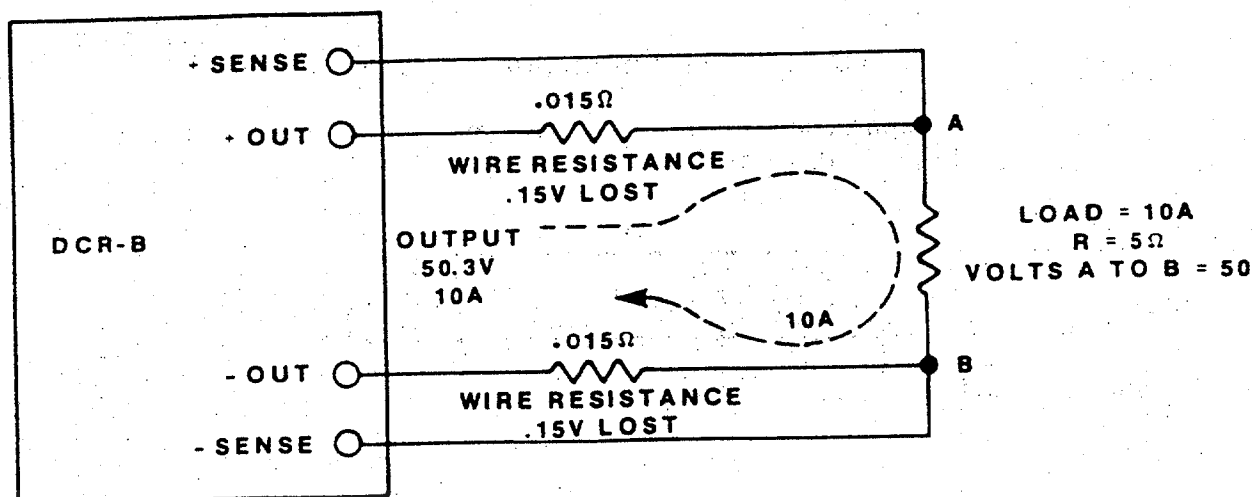 + SENSE
.015Ω
+ OUT
A
WIRE RESISTANCE
.15V LOST
LOAD = 10A
R = 5Ω
VOLTS A TO B = 50
DCR-B
OUTPUT
50.3V
10A
10A
.015Ω
- OUT
B
WIRE RESISTANCE
.15V LOST
- SENSE